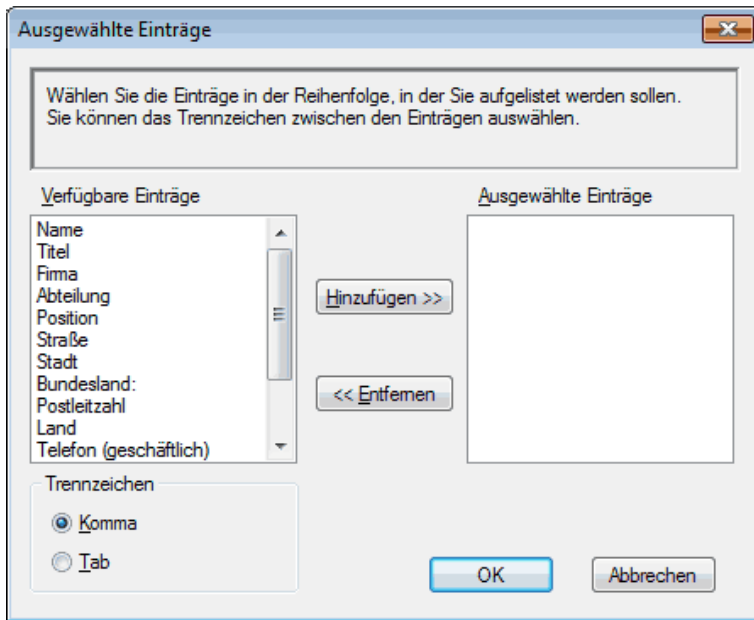 Ausgewählte Einträge
Wählen Sie die Einträge in der Reihenfolge, in der Sie aufgelistet werden sollen.
Sie können das Trennzeichen zwischen den Einträgen auswählen.
Verfügbare Einträge
Ausgewählte Einträge
Name
Titel
Firma
Abteilung
Position
Straße
Stadt
Bundesland:
Postleitzahl
Land
Telefon (geschäftlich)
Hinzufügen >>
<< Entfernen
Trennzeichen
Komma
Tab
OK
Abbrechen